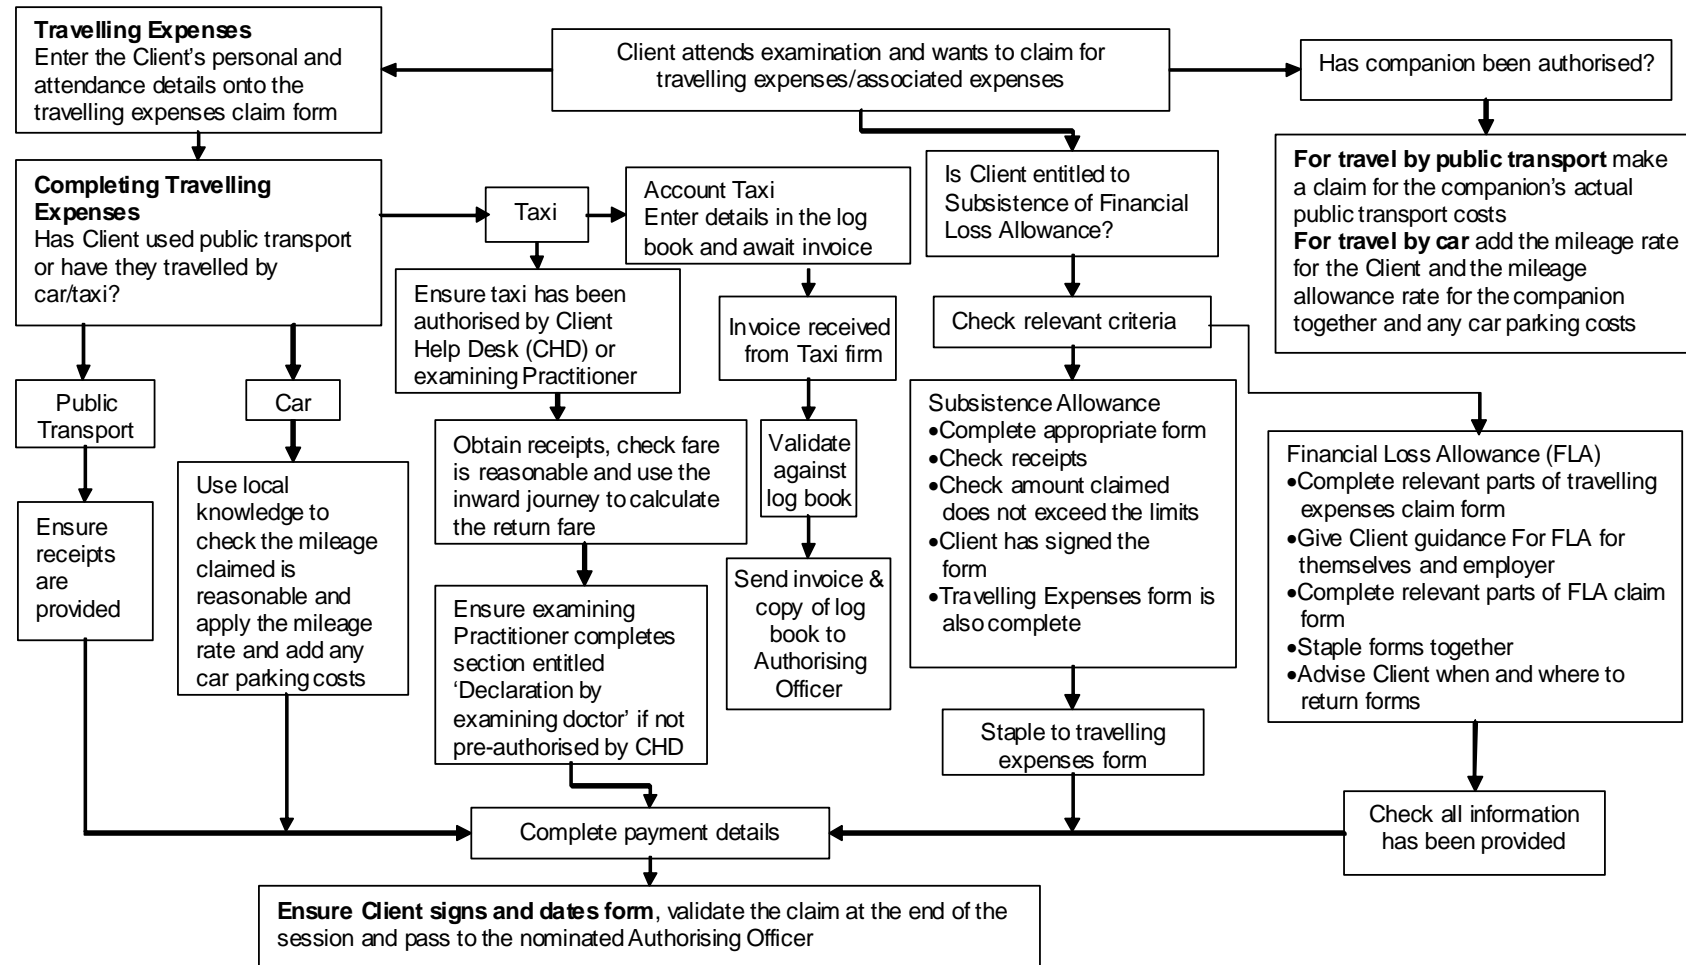 Travelling Expenses
Enter the Client's personal and
attendance details onto the
travelling expenses claim form
Client attends examination and wants to claim for
travelling expenses/associated expenses
Has companion been authorised?
Completing Travelling
Expenses
Has Client used public transport
or have they travelled by
car/taxi?
Taxi
Account Taxi
Enter details in the log
book and await invoice
Is Client entitled to
Subsistence of Financial
Loss Allowance?
For travel by public transport make
a claim for the companion's actual
public transport costs
For travel by car add the mileage rate
for the Client and the mileage
allowance rate for the companion
together and any car parking costs
Ensure taxi has been
authorised by Client
Help Desk (CHD) or
examining Practitioner
Invoice received
from Taxi firm
Check relevant criteria
Public
Transport
Car
Obtain receipts, check fare
is reasonable and use the
inward journey to calculate
the return fare
Validate
against
log book
Subsistence Allowance
•Complete appropriate form
•Check receipts
•Check amount claimed
does not exceed the limits
•Client has signed the
form
•Travelling Expenses form is
also complete
Financial Loss Allowance (FLA)
•Complete relevant parts of travelling
expenses claim form
•Give Client guidance For FLA for
themselves and employer
•Complete relevant parts of FLA claim
form
•Staple forms together
•Advise Client when and where to
return forms
Ensure
receipts
are
provided
Use local
knowledge to
check the mileage
claimed is
reasonable and
apply the mileage
rate and add any
car parking costs
Ensure examining
Practitioner completes
section entitled
'Declaration by
examining doctor' if not
pre-authorised by CHD
Send invoice &
copy of log
book to
Authorising
Officer
Staple to travelling
expenses form
Check all information
has been provided
Complete payment details
Ensure Client signs and dates form, validate the claim at the end of the
session and pass to the nominated Authorising Officer